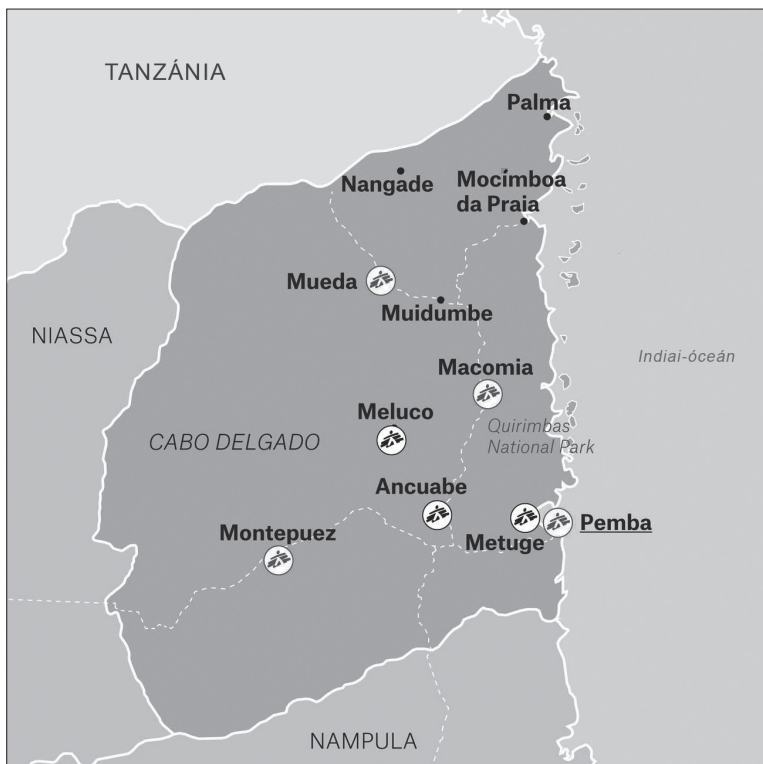 TANZÁNIA
Palma
Nangade
Mocímboa
da Praia
Mueda
Muidumbe
NIASSA
Indiai-óceán
Macomia
Meluco
Quirimbas
National Park
CABO DELGADO
Ancuabe
Montepuez
Metuge
Pemba
NAMPULA